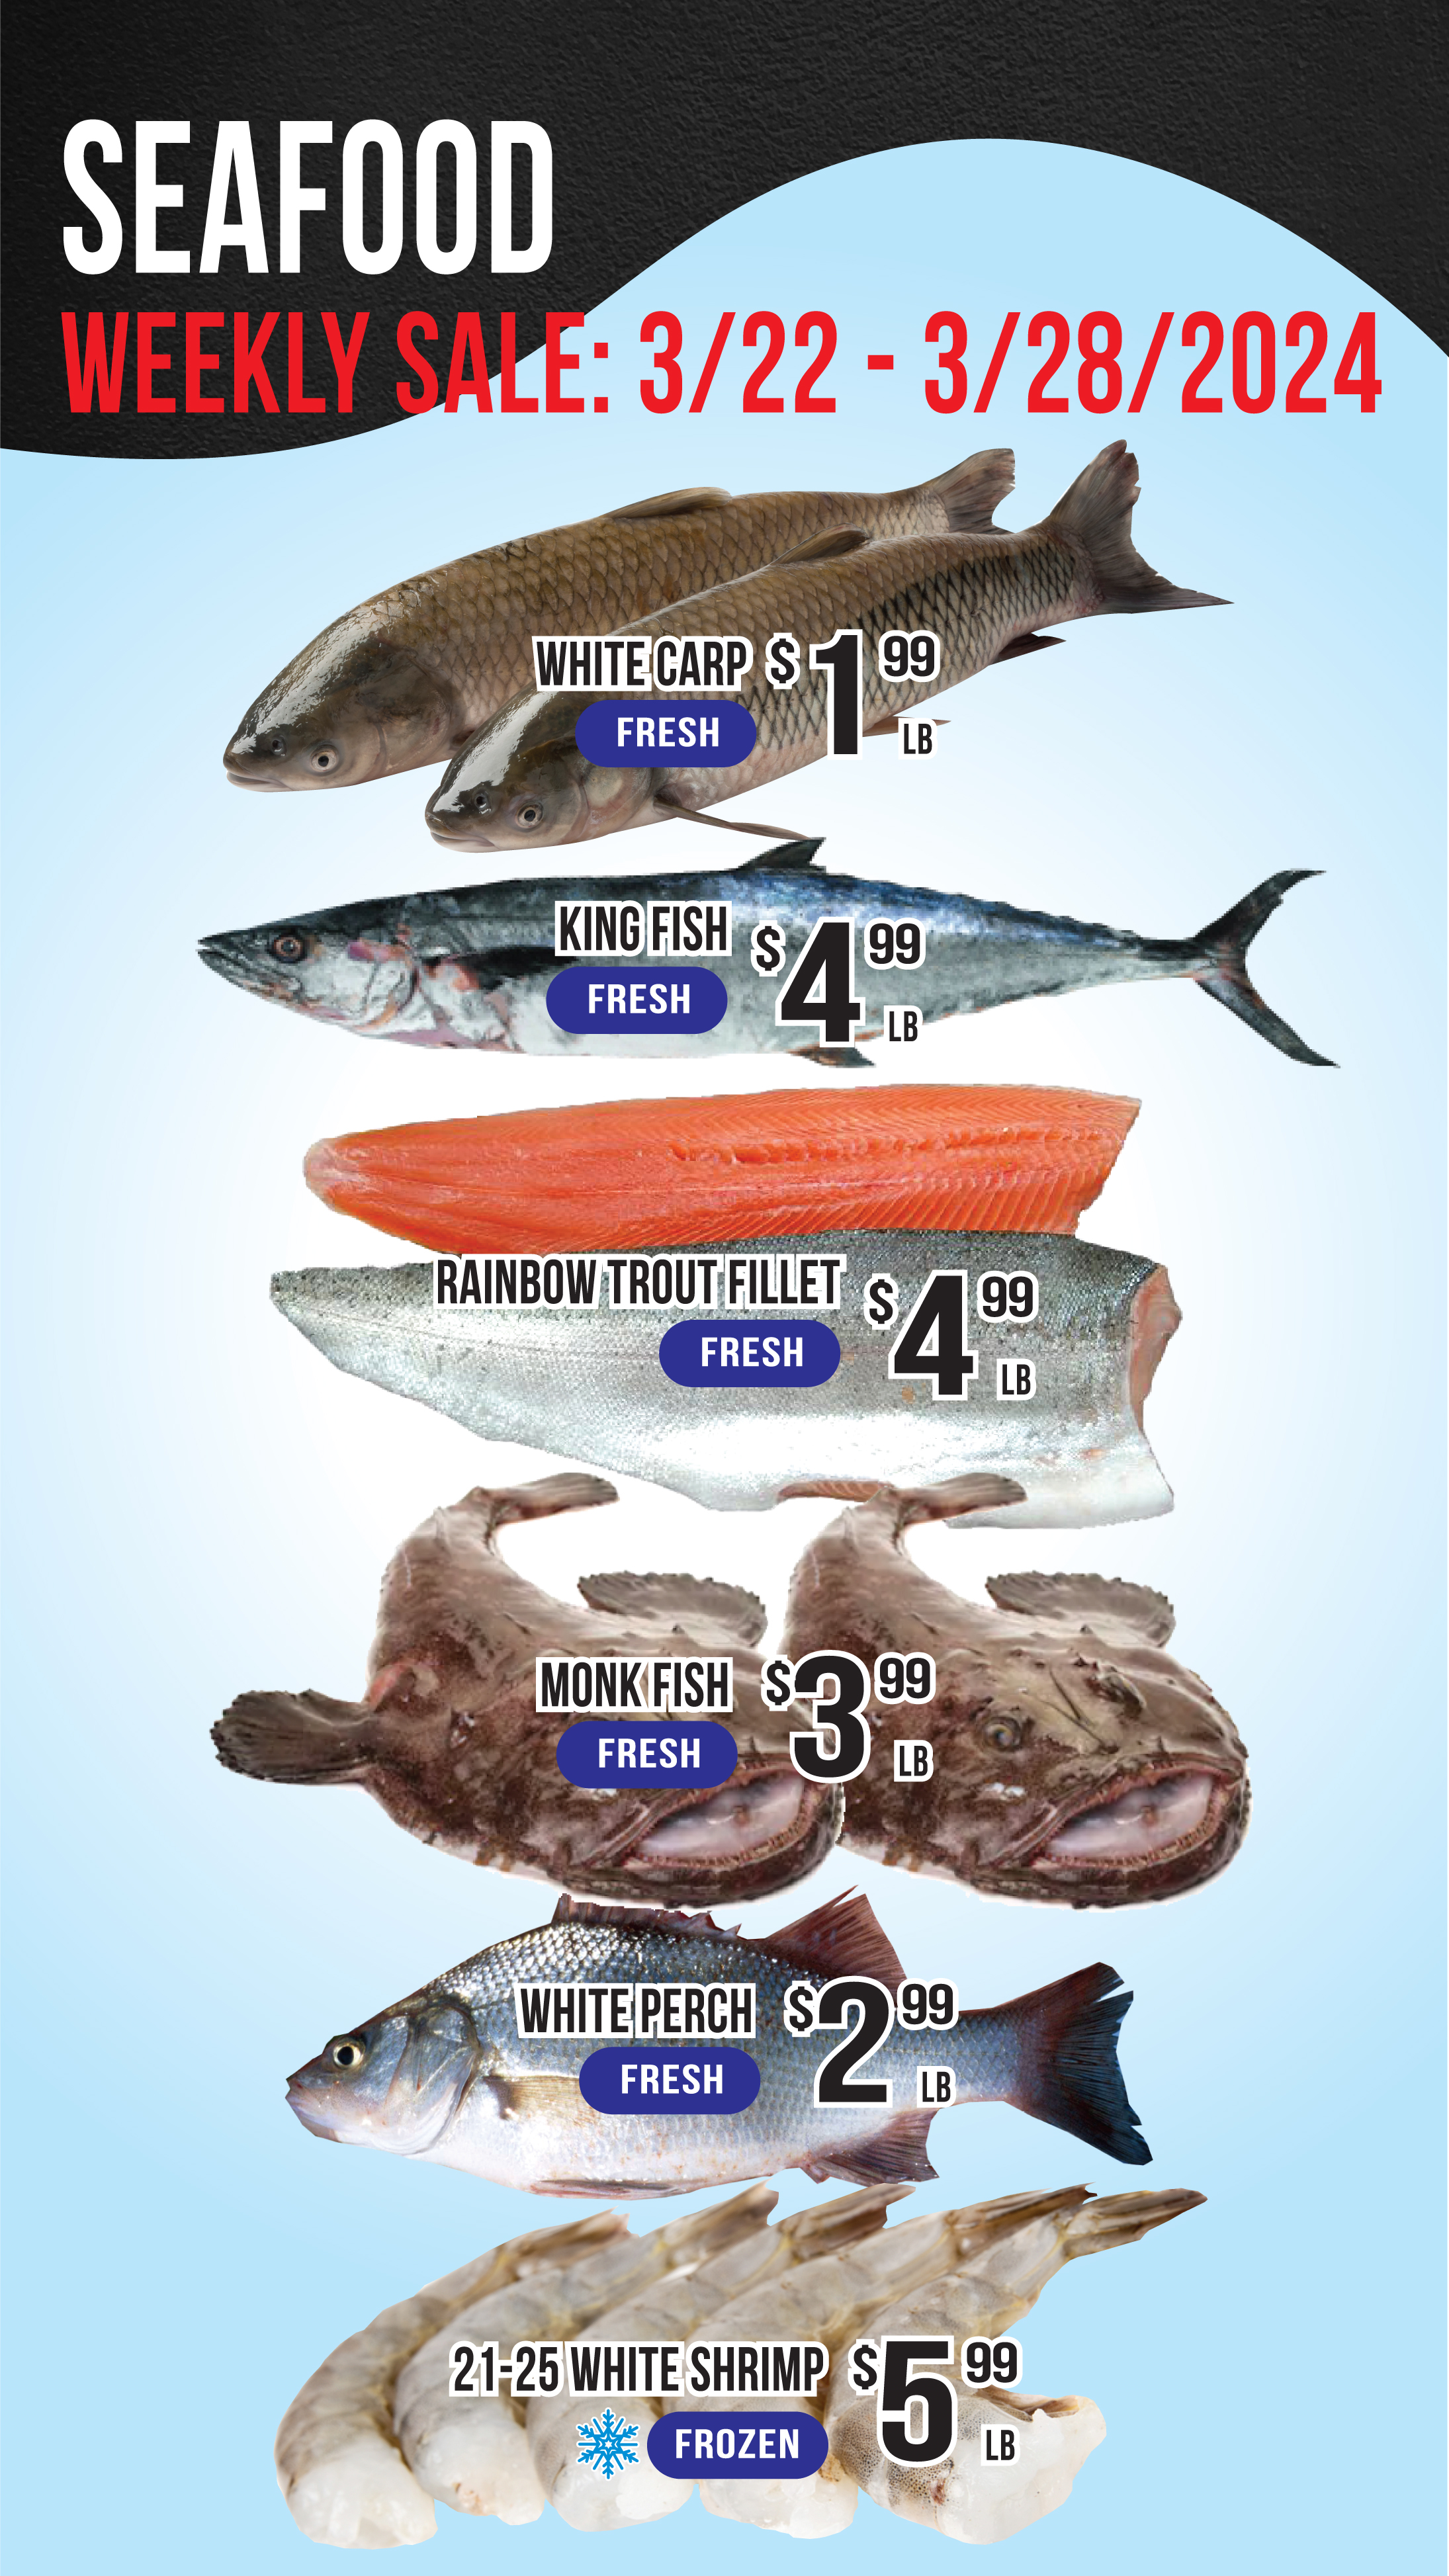 SEAFOOD
WEEKLY SALE: 3/22 - 3/28/2024
WHITE CARP $1 99
FRESH LB
KING FISH $4 99
FRESH LB
RAINBOW TROUT FILLET $4 99
FRESH LB
MONK FISH $3 99
FRESH LB
WHITE PERCH $2 99
FRESH LB
21-25 WHITE SHRIMP $5 99
FROZEN LB